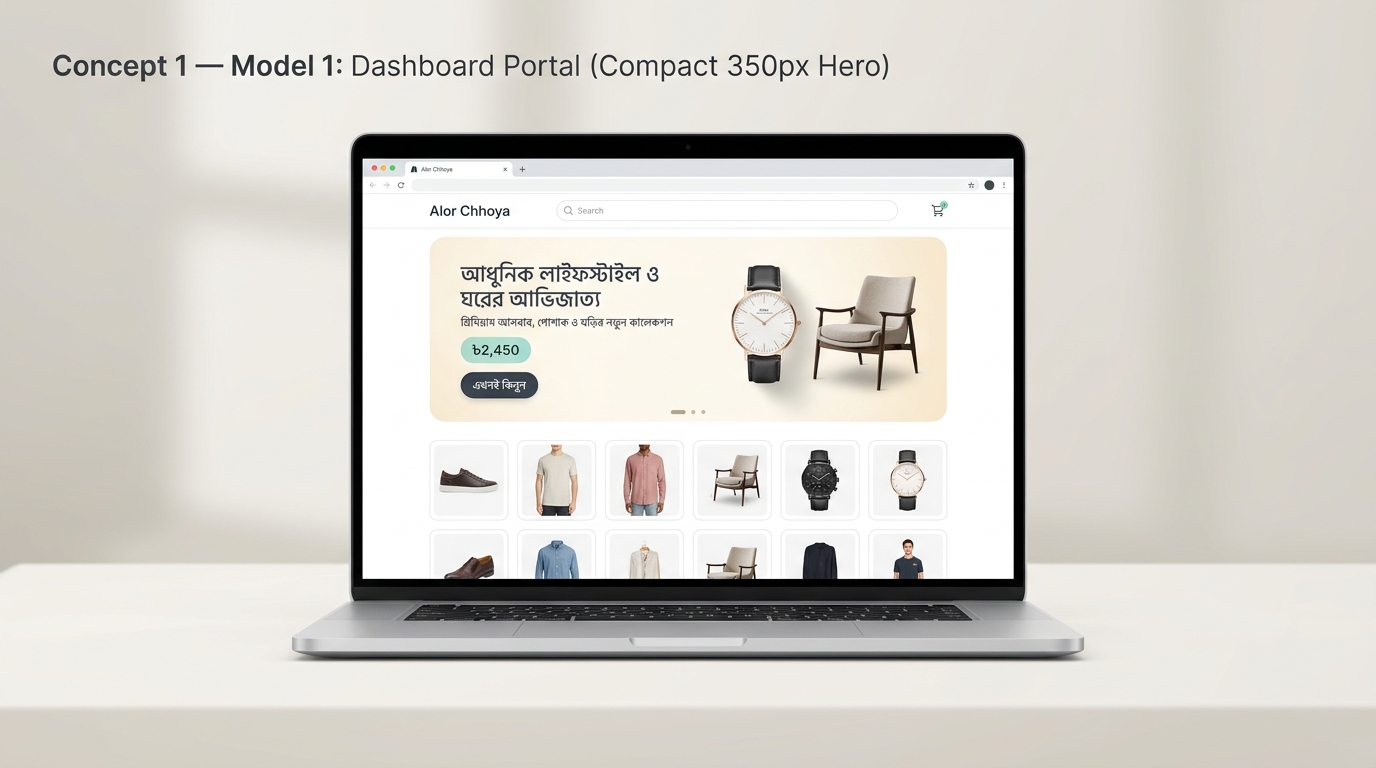 Concept 1 — Model 1: Dashboard Portal (Compact 350px Hero)
Alor Chhoya
Alor Chhoya
Search
আধুনিক লাইফস্টাইল ও
ঘরের আভিজাত্য
আসবাব, পোশাক ও নতুন কালেকশন
৳2,450
এখনই কিনুন